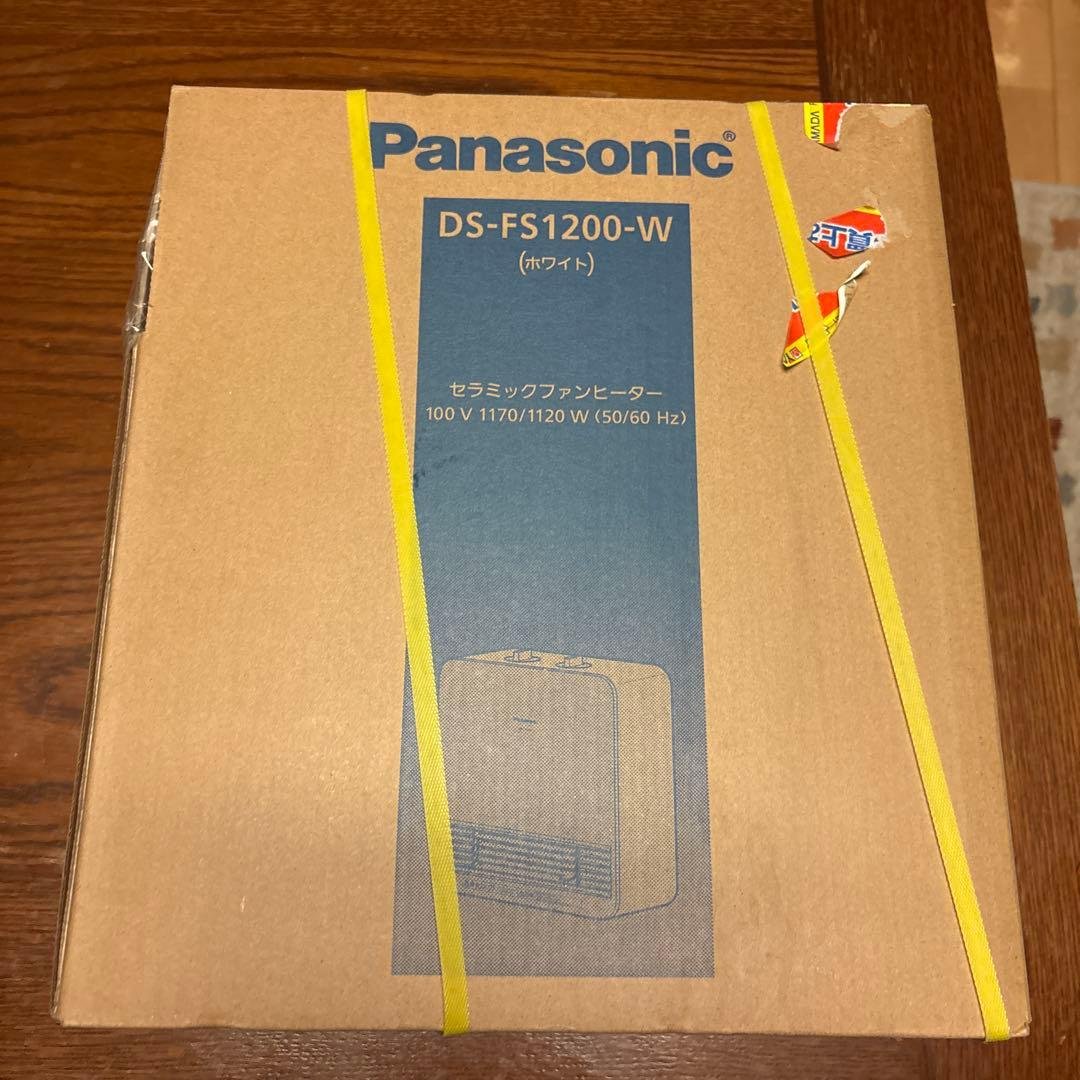 Panasonic®
DS-FS1200-W
(ホワイト)
セラミックファンヒーター
100 V 1170/1120 W (50/60 Hz)